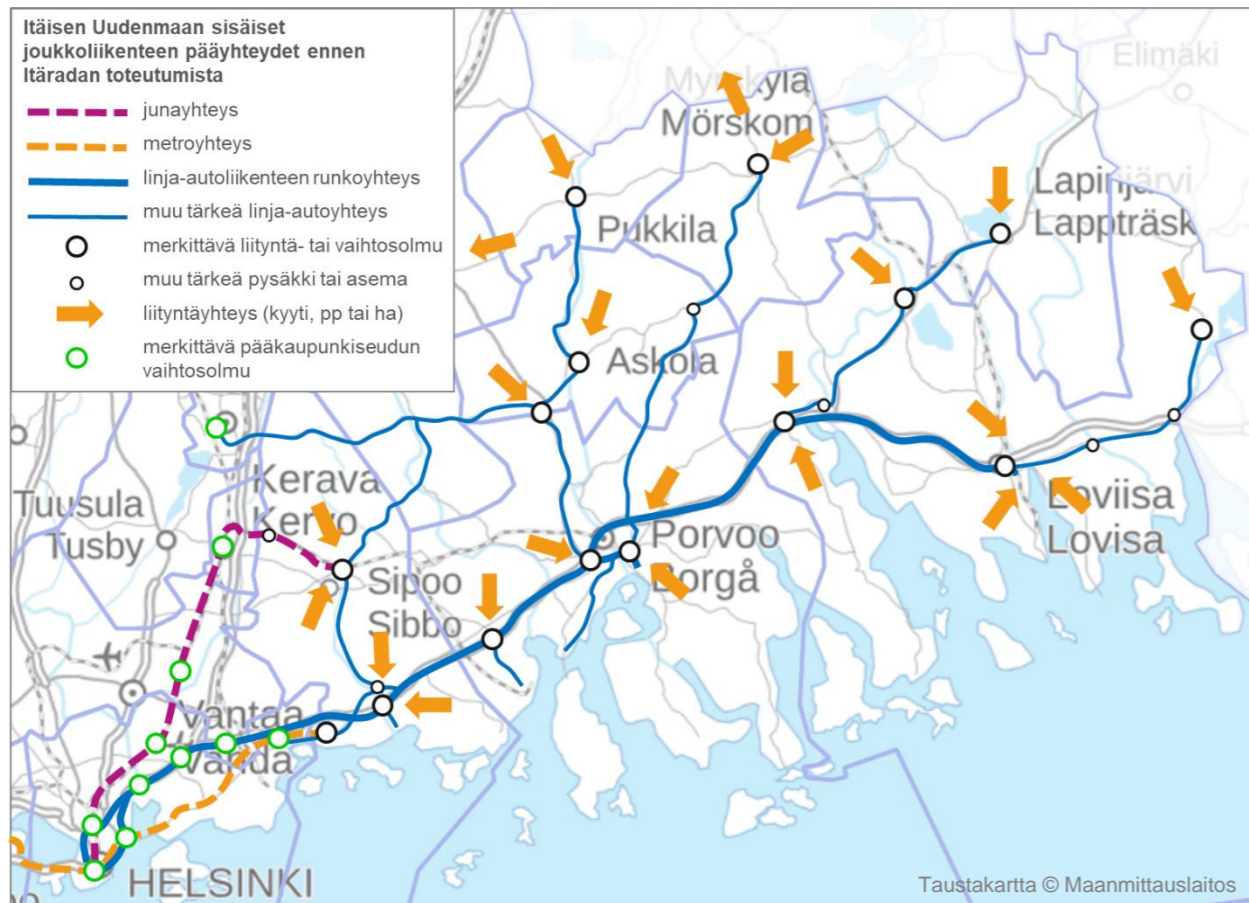 Itäisen Uudenmaan sisäiset
joukkoliikenteen pääyhteydet ennen
Itäradan toteutumista
junayhteys
metroyhteys
linja-autoliikenteen runkoyhteys
muu tärkeä linja-autoyhteys
merkittävä liityntä- tai vaihtosolmu
muu tärkeä pysäkki tai asema
liityntäyhteys (kyyti, pp tai ha)
merkittävä pääkaupunkiseudun
vaihtosolmu
Elimäki
Mörskom
Lapinjärvi
Lappträsk
Pukkila
Askola
Kerava
Kervo
Tuusula
Tusby
Porvoo
Borgå
Loviisa
Lovisa
Sipoo
Sibbo
Vantaa
Vanda
HELSINKI
Taustakartta © Maanmittauslaitos